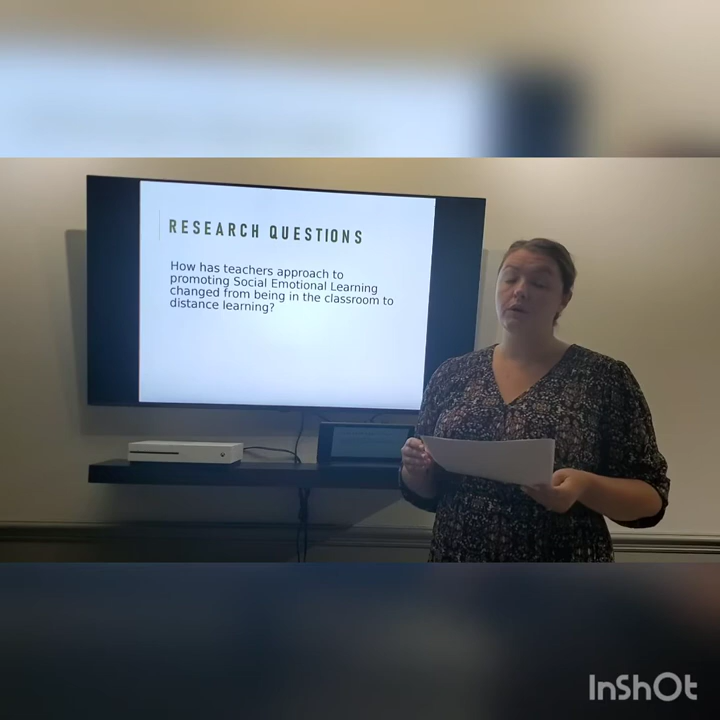 RESEARCH QUESTIONS
How has teachers approach to
promoting Social Emotional Learning
changed from being in the classroom to
distance learning?
InShOt